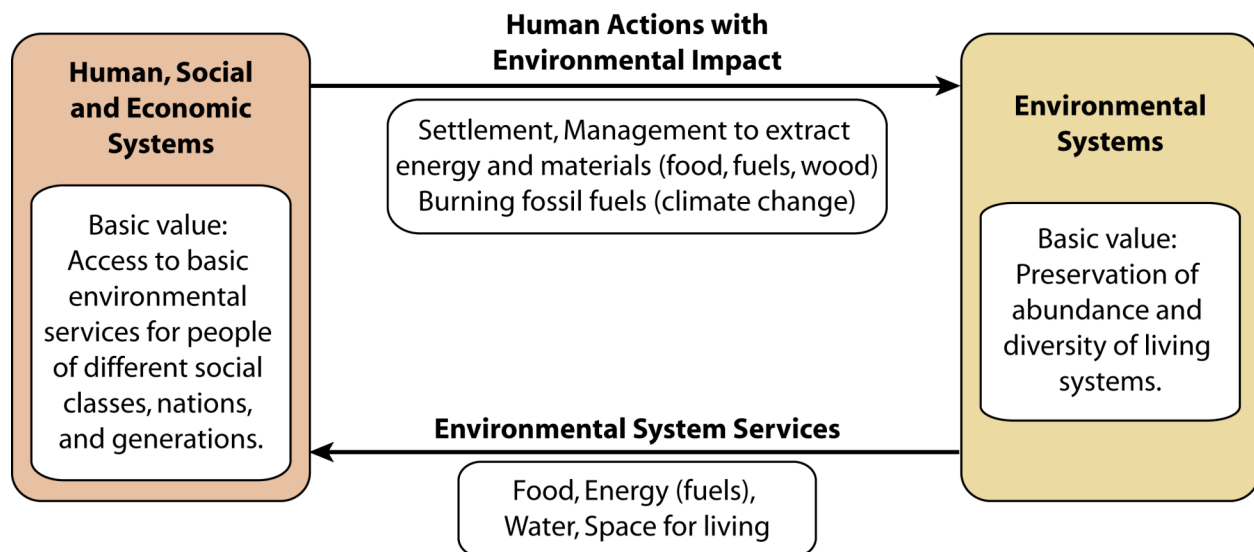 Human, Social
and Economic
Systems
Basic value:
Access to basic
environmental
services for people
of different social
classes, nations,
and generations.
Human Actions with
Environmental Impact
Settlement, Management to extract
energy and materials (food, fuels, wood)
Burning fossil fuels (climate change)
Environmental
Systems
Basic value:
Preservation of
abundance and
diversity of living
systems.
Environmental System Services
Food, Energy (fuels),
Water, Space for living